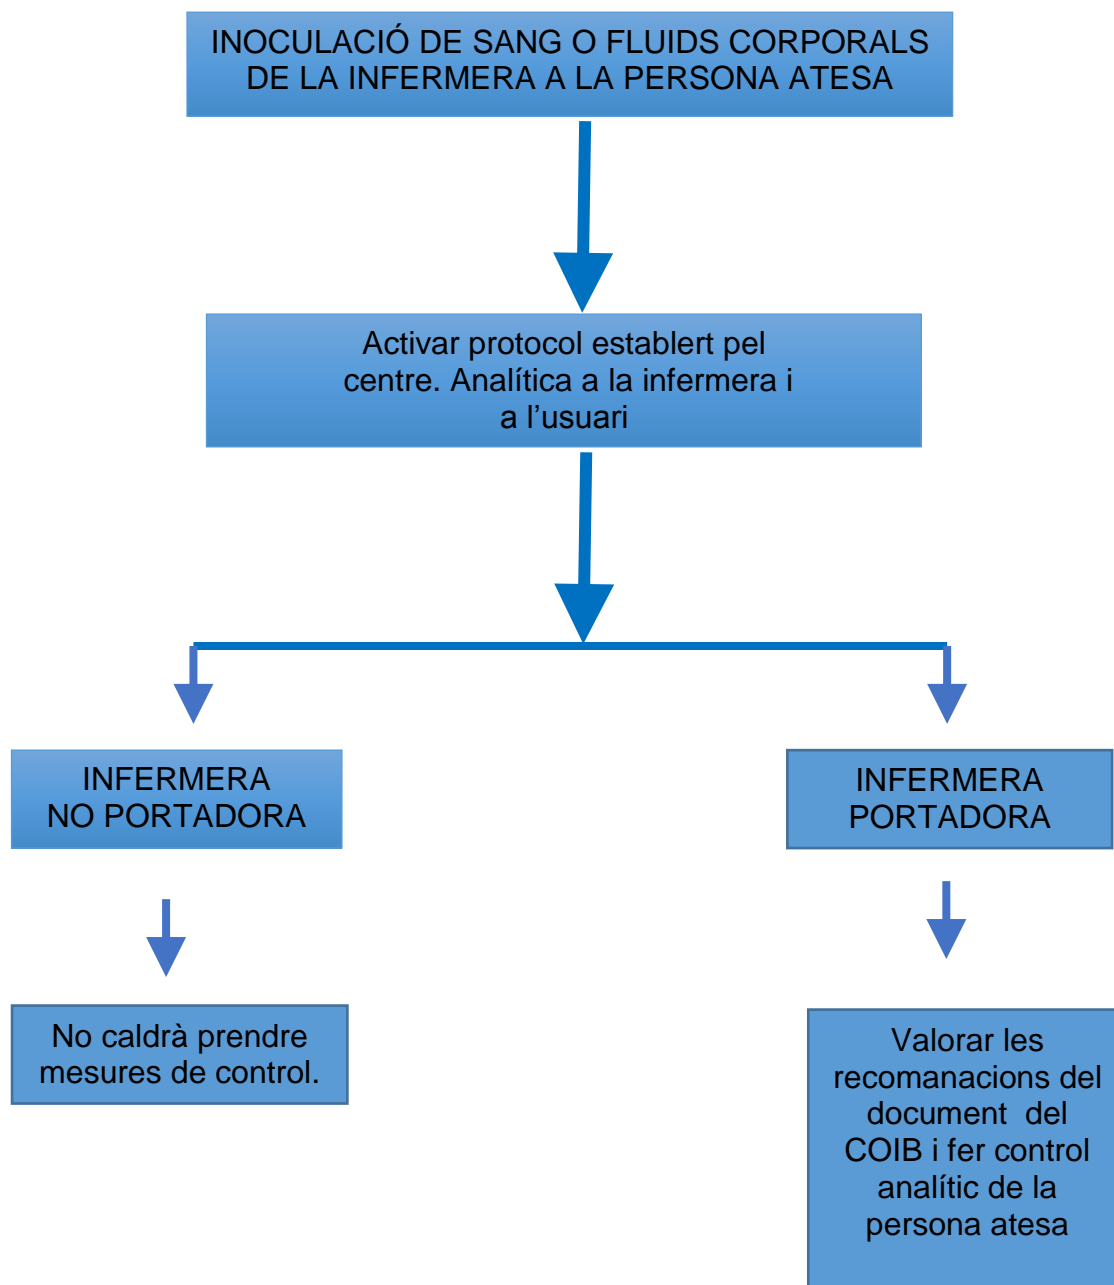 INOCULACIÓ DE SANG O FLUIDS CORPORALS
DE LA INFERMERA A LA PERSONA ATESA
Activar protocol establert pel
centre. Analítica a la infermera i
a l’usuari
INFERMERA
NO PORTADORA
INFERMERA
PORTADORA
No caldrà prendre
mesures de control.
Valorar les
recomanacions del
document  del
COIB i fer control
analític de la
persona atesa